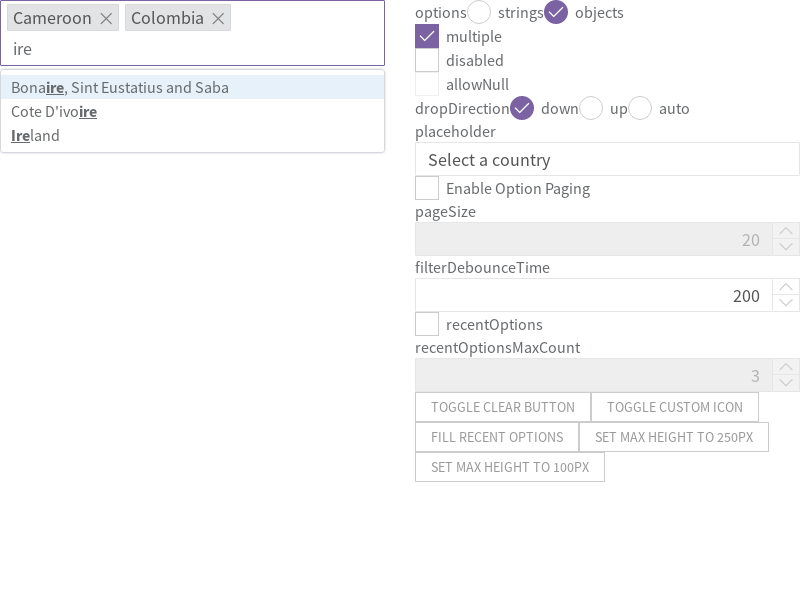 Cameroon
Colombia
ire
Bonaire, Sint Eustatius and Saba
Cote D'ivoire
Ireland
options strings objects
multiple
disabled
allowNull
dropDirection down up auto
placeholder
Select a country
Enable Option Paging
pageSize
20
filterDebounceTime
200
recentOptions
recentOptionsMaxCount
3
TOGGLE CLEAR BUTTON TOGGLE CUSTOM ICON
FILL RECENT OPTIONS SET MAX HEIGHT TO 250PX
SET MAX HEIGHT TO 100PX